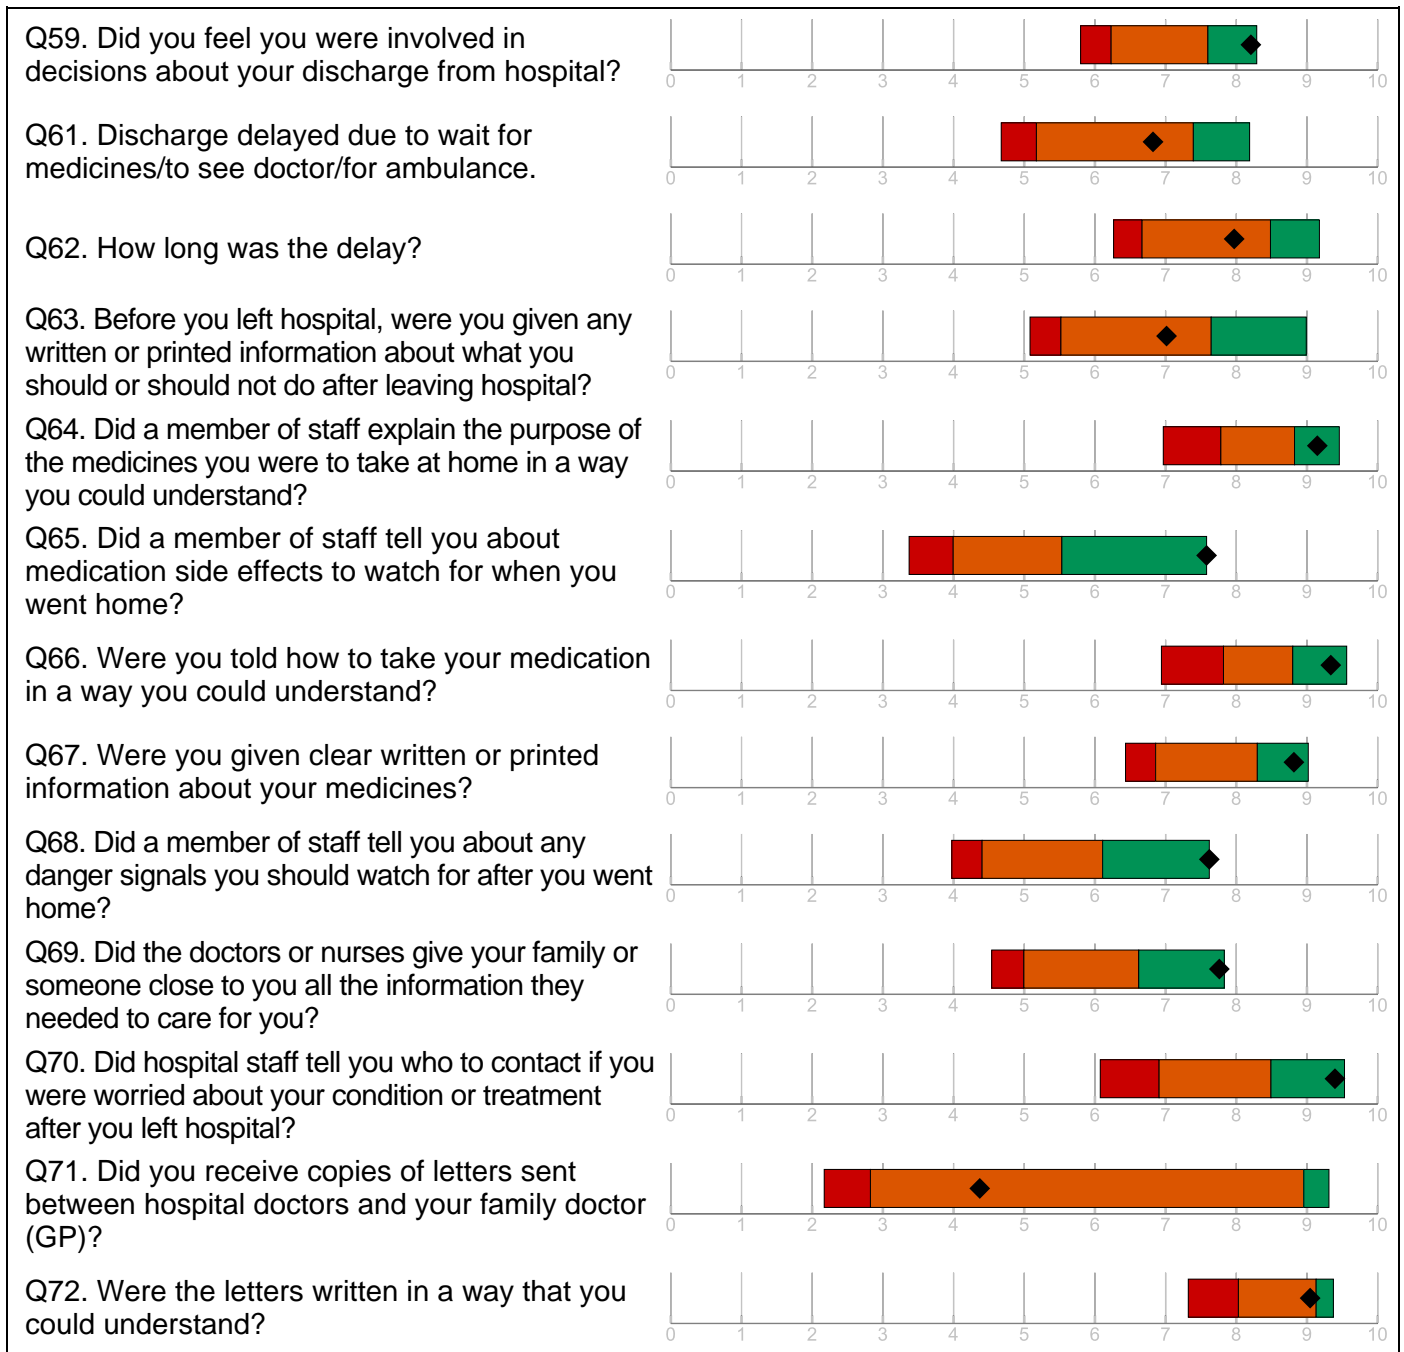 Q59. Did you feel you were involved in
decisions about your discharge from hospital?
0 1 2 3 4 5 6 7 8 9 10
Q61. Discharge delayed due to wait for
medicines/to see doctor/for ambulance.
0 1 2 3 4 5 6 7 8 9 10
Q62. How long was the delay?
0 1 2 3 4 5 6 7 8 9 10
Q63. Before you left hospital, were you given any
written or printed information about what you
should or should not do after leaving hospital?
0 1 2 3 4 5 6 7 8 9 10
Q64. Did a member of staff explain the purpose of
the medicines you were to take at home in a way
you could understand?
0 1 2 3 4 5 6 7 8 9 10
Q65. Did a member of staff tell you about
medication side effects to watch for when you
went home?
0 1 2 3 4 5 6 7 8 9 10
Q66. Were you told how to take your medication
in a way you could understand?
0 1 2 3 4 5 6 7 8 9 10
Q67. Were you given clear written or printed
information about your medicines?
0 1 2 3 4 5 6 7 8 9 10
Q68. Did a member of staff tell you about any
danger signals you should watch for after you went
home?
0 1 2 3 4 5 6 7 8 9 10
Q69. Did the doctors or nurses give your family or
someone close to you all the information they
needed to care for you?
0 1 2 3 4 5 6 7 8 9 10
Q70. Did hospital staff tell you who to contact if you
were worried about your condition or treatment
after you left hospital?
0 1 2 3 4 5 6 7 8 9 10
Q71. Did you receive copies of letters sent
between hospital doctors and your family doctor
(GP)?
0 1 2 3 4 5 6 7 8 9 10
Q72. Were the letters written in a way that you
could understand?
0 1 2 3 4 5 6 7 8 9 10